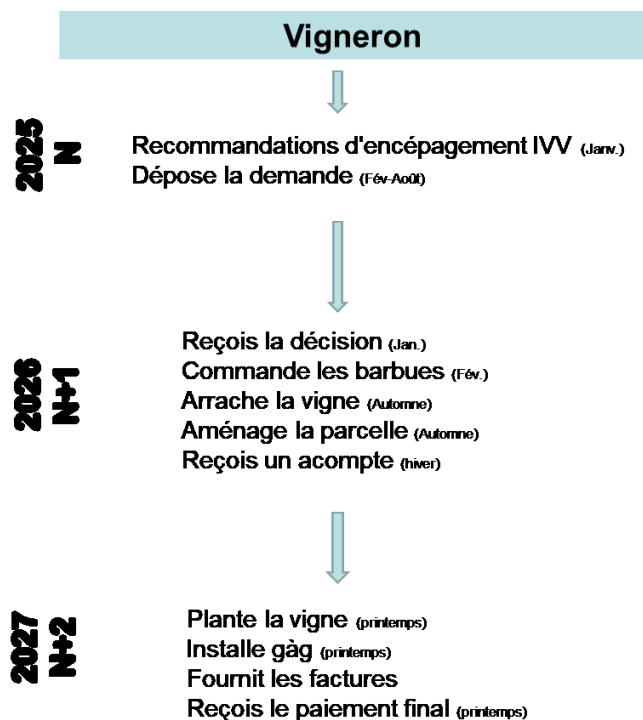 Vigneron
2025
N
Recommandations d'encépagement IVV (Janv.)
Dépose la demande (Fév-Août)
2026
N+1
Reçois la décision (Jan.)
Commande les barbues (Fév.)
Arrache la vigne (Automne)
Aménage la parcelle (Automne)
Reçois un acompte (hiver)
2027
N+2
Plante la vigne (printemps)
Installe gàg (printemps)
Fournit les factures
Reçois le paiement final (printemps)